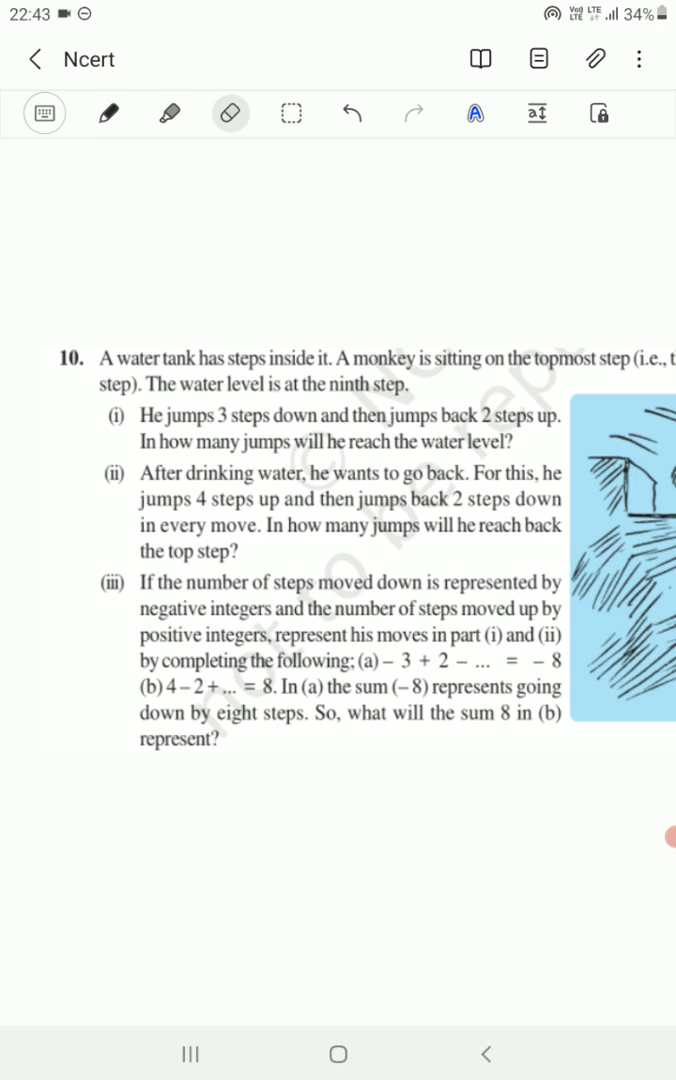 22:43
Vo) LTE
LTE
34%
Ncert
A
a
10. A water tank has steps inside it. A monkey is sitting on the topmost step (i.e., t
step). The water level is at the ninth step.
(i) He jumps 3 steps down and then jumps back 2 steps up.
In how many jumps will he reach the water level?
(ii) After drinking water, he wants to go back. For this, he
jumps 4 steps up and then jumps back 2 steps down
in every move. In how many jumps will he reach back
the top step?
(iii) If the number of steps moved down is represented by
negative integers and the number of steps moved up by
positive integers, represent his moves in part (i) and (ii)
by completing the following; (a) – 3 + 2 – ... = – 8
(b) 4 – 2 + ... = 8. In (a) the sum (– 8) represents going
down by eight steps. So, what will the sum 8 in (b)
represent?
not to be rep